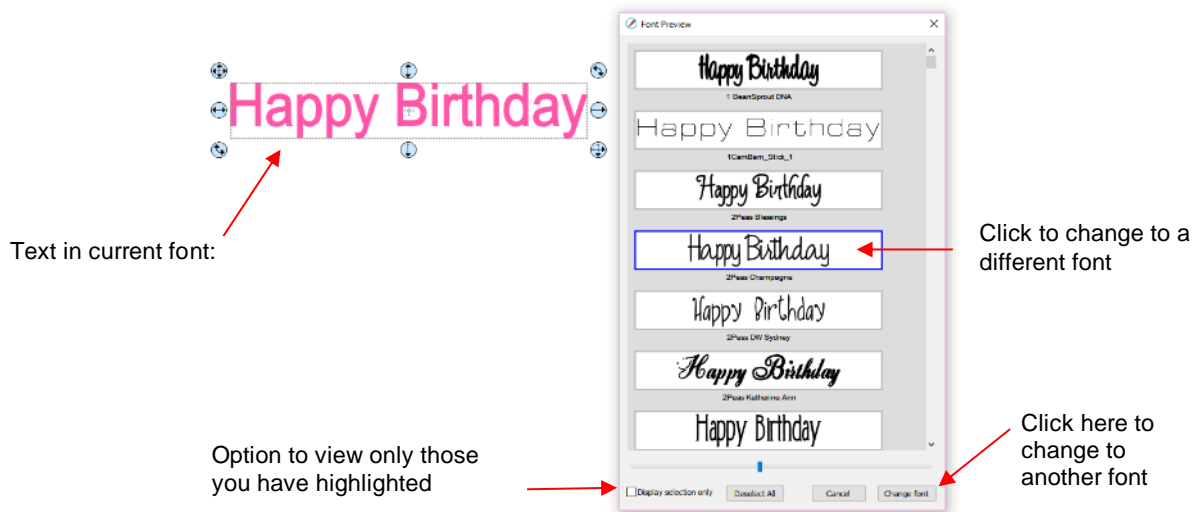 Font Preview
Happy Birthday
1 BeanSprout DNA
Happy Birthday
1CamBam_Stick_1
Happy Birthday
2Peas Blessings
Happy Birthday
2Peas Champagne
Happy Birthday
2Peas DW Sydney
Happy Birthday
2Peas Katherine Ann
Happy Birthday
Display selection only
Deselect All
Cancel
Change font
Happy Birthday
Text in current font:
Click to change to a
different font
Option to view only those
you have highlighted
Click here to
change to
another font